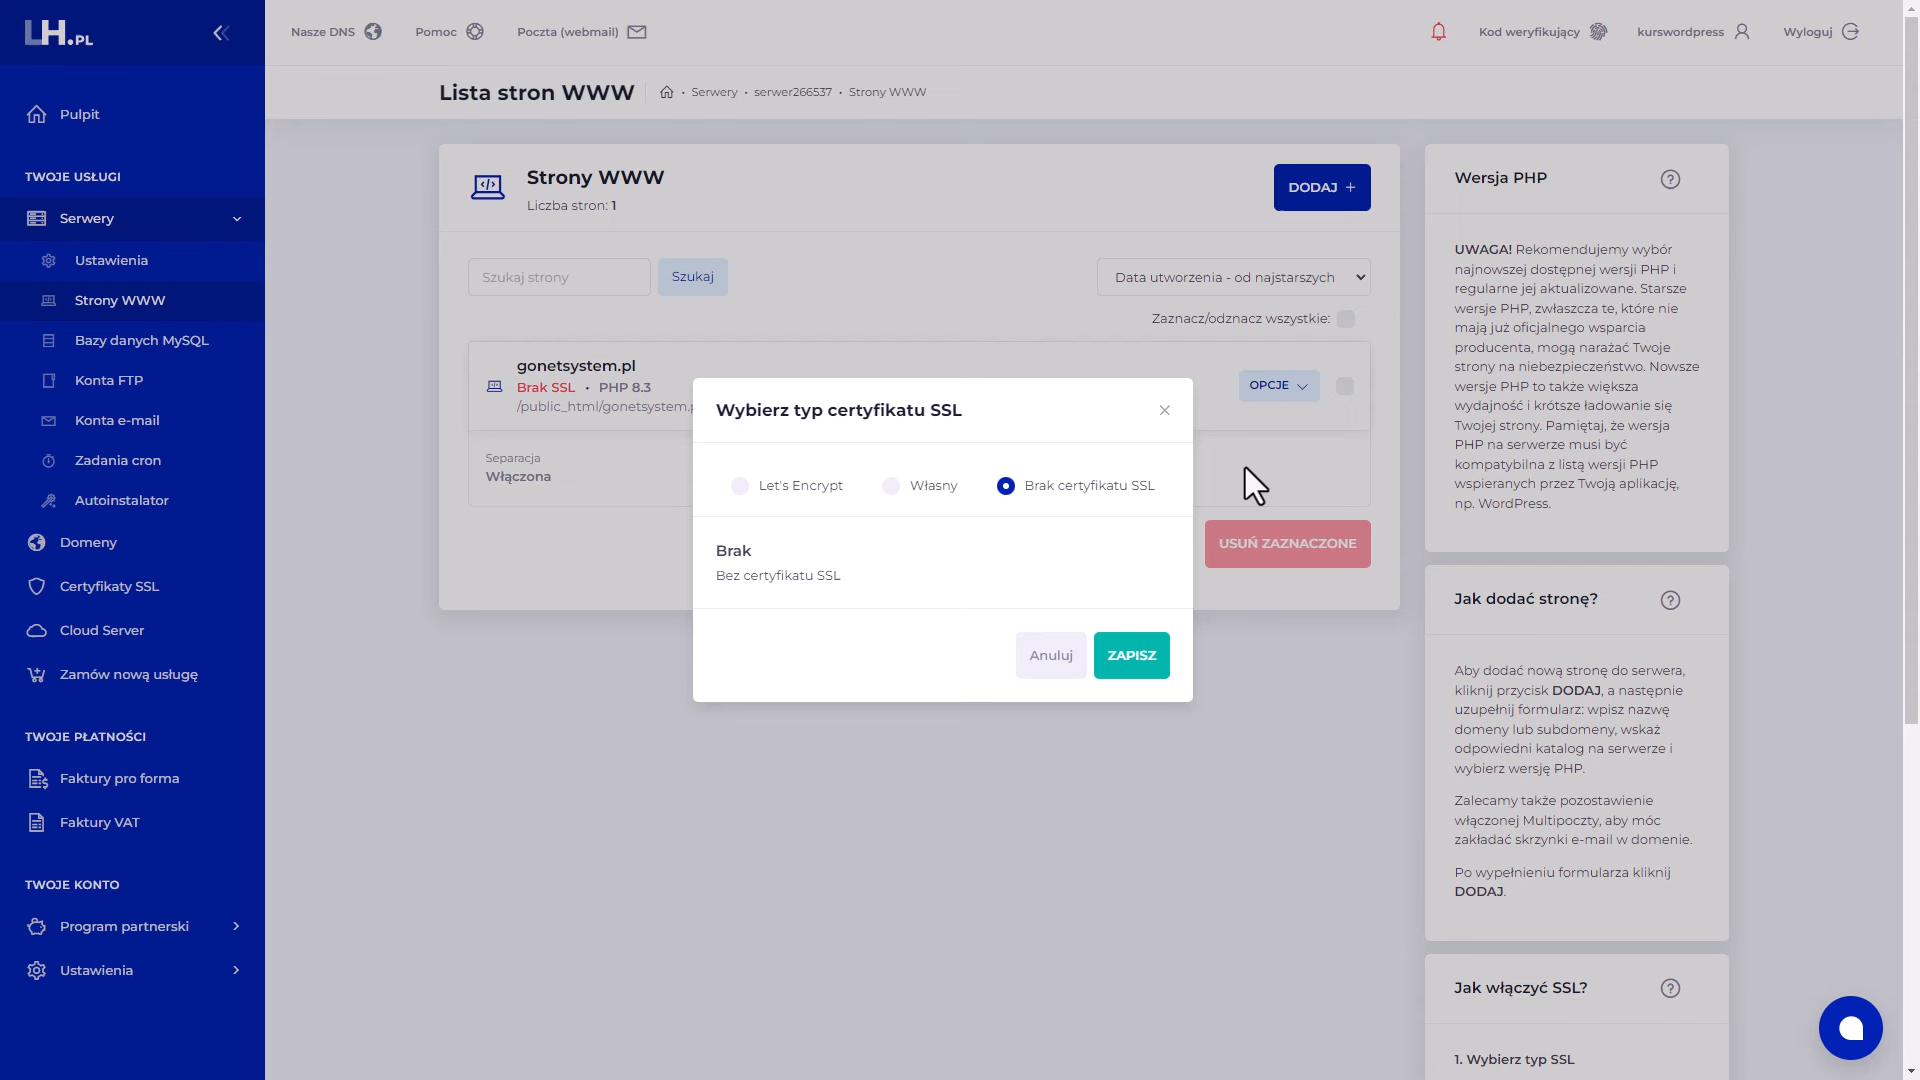 LH.PL
Nasze DNS
Pomoc
Poczta (webmail)
Kod weryfikujący
kurswordpress
Wyloguj
Lista stron WWW
• Serwery • serwer266537 • Strony WWW
Pulpit
TWOJE USŁUGI
Serwery
Ustawienia
Strony WWW
Bazy danych MySQL
Konta FTP
Konta e-mail
Zadania cron
Autoinstalator
Domeny
Certyfikaty SSL
Cloud Server
Zamów nową usługę
TWOJE PŁATNOŚCI
Faktury pro forma
Faktury VAT
TWOJE KONTO
Program partnerski
Ustawienia
Strony WWW
Liczba stron: 1
DODAJ +
Szukaj strony
Szukaj
Data utworzenia - od najstarszych
Zaznacz/odznacz wszystkie:
gonetsystem.pl
Brak SSL • PHP 8.3
/public_html/gonetsystem.
OPCJE
Separacja
Włączona
USUŃ ZAZNACZONE
Wybierz typ certyfikatu SSL
Let's Encrypt
Własny
Brak certyfikatu SSL
Brak
Bez certyfikatu SSL
Anuluj
ZAPISZ
Wersja PHP
UWAGA! Rekomendujemy wybór
najnowszej dostępnej wersji PHP i
regularne jej aktualizowane. Starsze
wersje PHP, zwłaszcza te, które nie
mają już oficjalnego wsparcia
producenta, mogą narażać Twoje
strony na niebezpieczeństwo. Nowsze
wersje PHP to także większa
wydajność i krótsze ładowanie się
Twojej strony. Pamiętaj, że wersja
PHP na serwerze musi być
kompatybilna z listą wersji PHP
wspieranych przez Twoją aplikację,
np. WordPress.
Jak dodać stronę?
Aby dodać nową stronę do serwera,
kliknij przycisk DODAJ, a następnie
uzupełnij formularz: wpisz nazwę
domeny lub subdomeny, wskaż
odpowiedni katalog na serwerze i
wybierz wersję PHP.
Zalecamy także pozostawienie
włączonej Multipoczty, aby móc
zakładać skrzynki e-mail w domenie.
Po wypełnieniu formularza kliknij
DODAJ.
Jak włączyć SSL?
1. Wybierz typ SSL